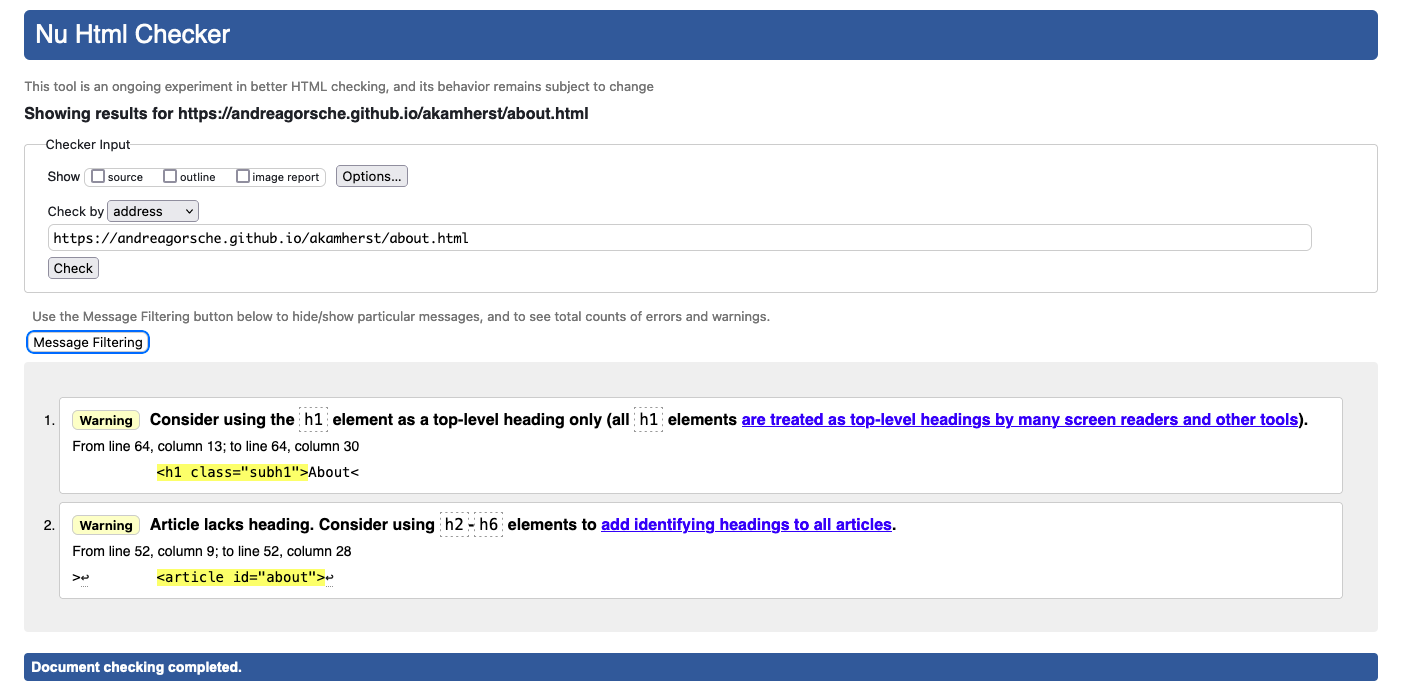 Nu Html Checker
This tool is an ongoing experiment in better HTML checking, and its behavior remains subject to change
Showing results for https://andreagorsche.github.io/akamherst/about.html
Checker Input
Show source outline image report Options...
Check by address
https://andreagorsche.github.io/akamherst/about.html
Check
Use the Message Filtering button below to hide/show particular messages, and to see total counts of errors and warnings.
Message Filtering
1. Warning Consider using the h1 element as a top-level heading only (all h1 elements are treated as top-level headings by many screen readers and other tools).
From line 64, column 13; to line 64, column 30
<h1 class="subh1">About<
2. Warning Article lacks heading. Consider using h2-h6 elements to add identifying headings to all articles.
From line 52, column 9; to line 52, column 28
>↩ <article id="about">↩
Document checking completed.